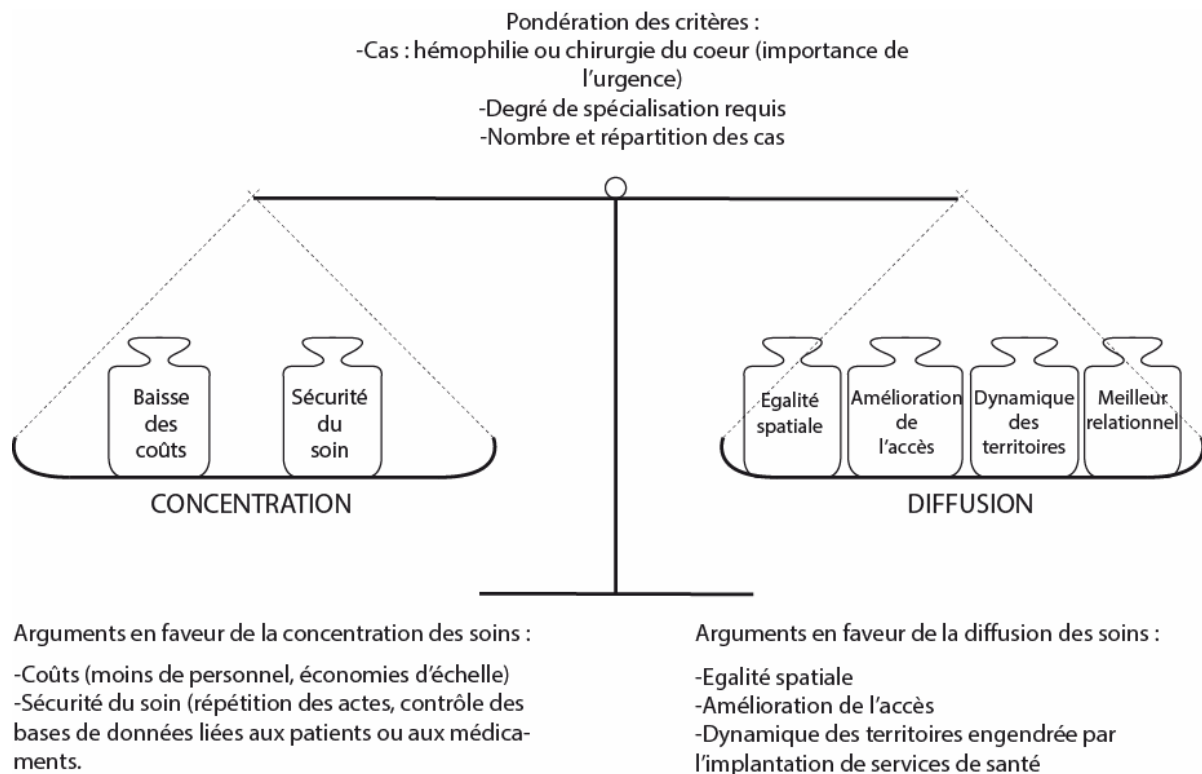 Pondération des critères :
-Cas : hémophilie ou chirurgie du coeur (importance de
l'urgence)
-Degré de spécialisation requis
-Nombre et répartition des cas
Baisse
des
coûts
Sécurité
du
soin
Egalité
spatiale
Amélioration
de
l'accès
Dynamique
des
territoires
Meilleur
relationnel
CONCENTRATION
DIFFUSION
Arguments en faveur de la concentration des soins :
-Coûts (moins de personnel, économies d'échelle)
-Sécurité du soin (répétition des actes, contrôle des
bases de données liées aux patients ou aux médica-
ments.
Arguments en faveur de la diffusion des soins :
-Egalité spatiale
-Amélioration de l'accès
-Dynamique des territoires engendrée par
l'implantation de services de santé